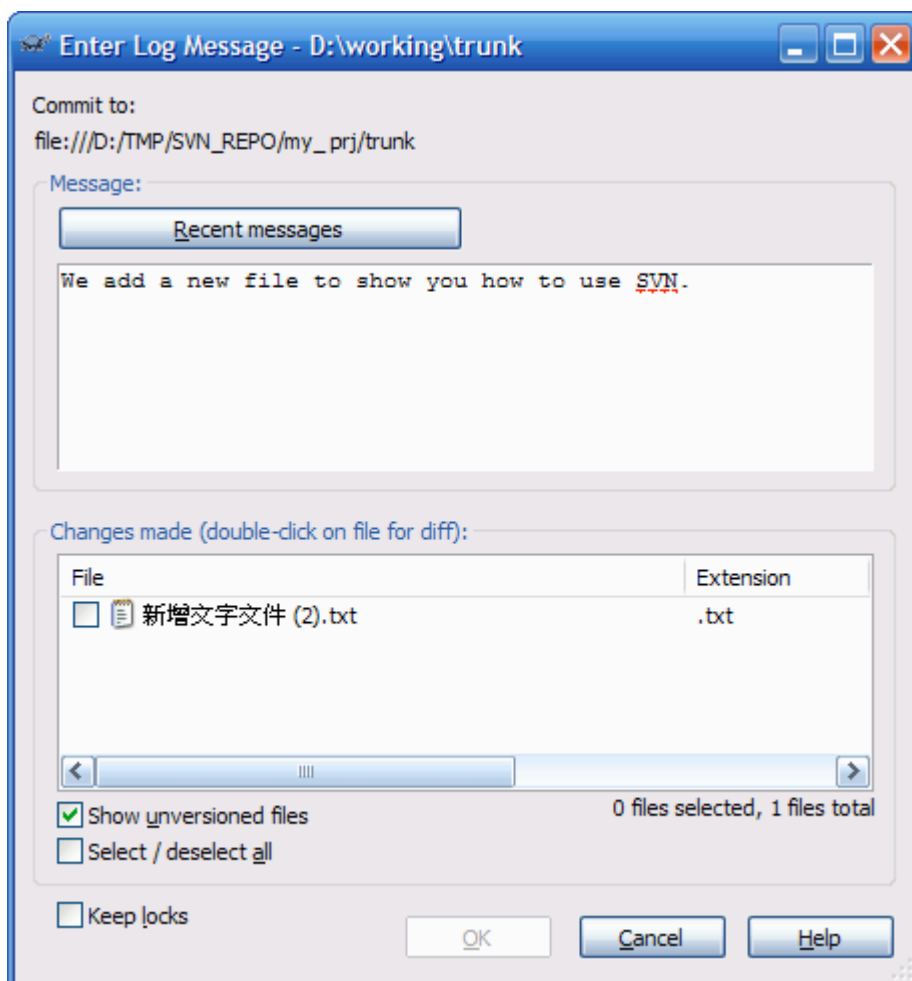 Enter Log Message - D:\working\trunk
Commit to:
file:///D:/TMP/SVN_REPO/my_prj/trunk
Message:
Recent messages
We add a new file to show you how to use SVN.
Changes made (double-click on file for diff):
File Extension
新增文字文件 (2).txt .txt
Show unversioned files 0 files selected, 1 files total
Select / deselect all
Keep locks
OK Cancel Help